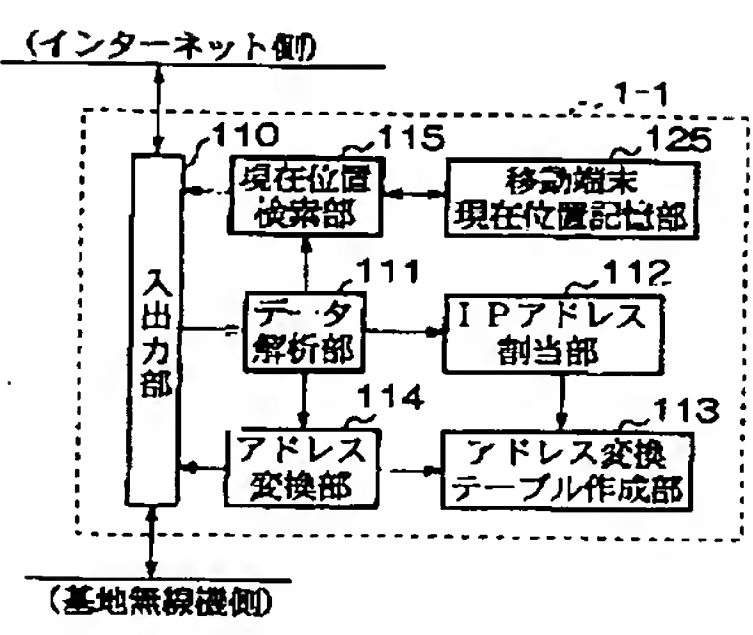 (インターネット側)
1-1
110
115
125
現在位置
検索部
移動端末
現在位置記憶部
入出力部
111
112
データ
解析部
IPアドレス
割当部
114
113
アドレス
変換部
アドレス変換
テーブル作成部
(基地無線機側)